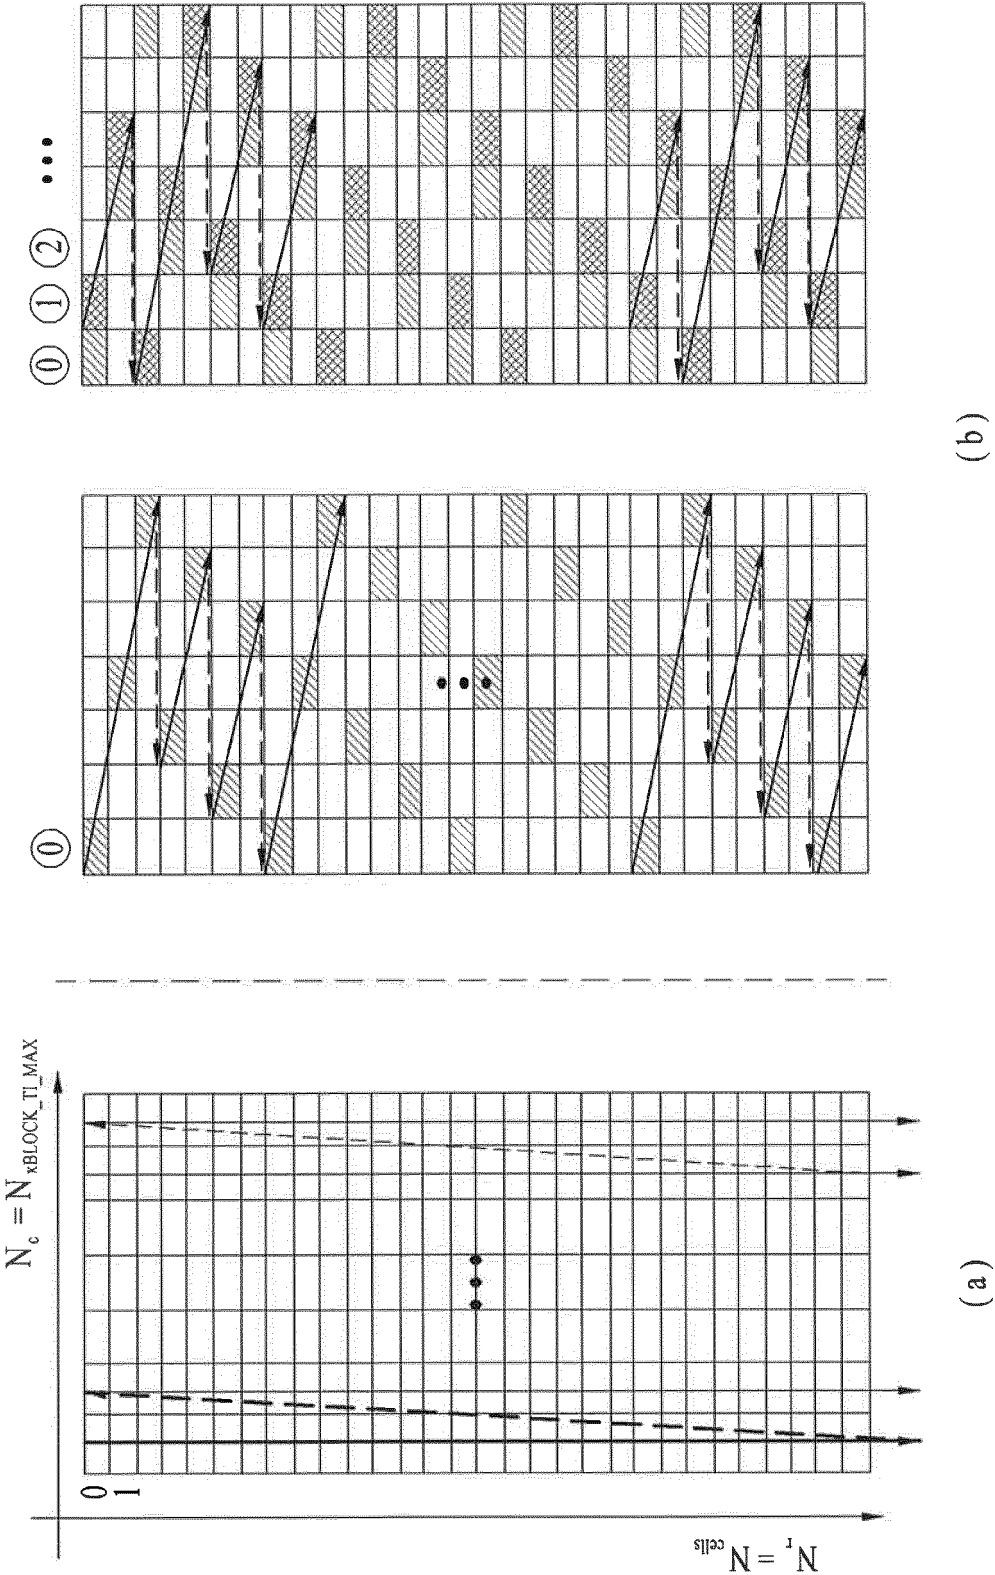 N_c = N_xBLOCK_TI_MAX
0
1
N_r = N_cells
(a)
0
0 1 2 •••
(b)